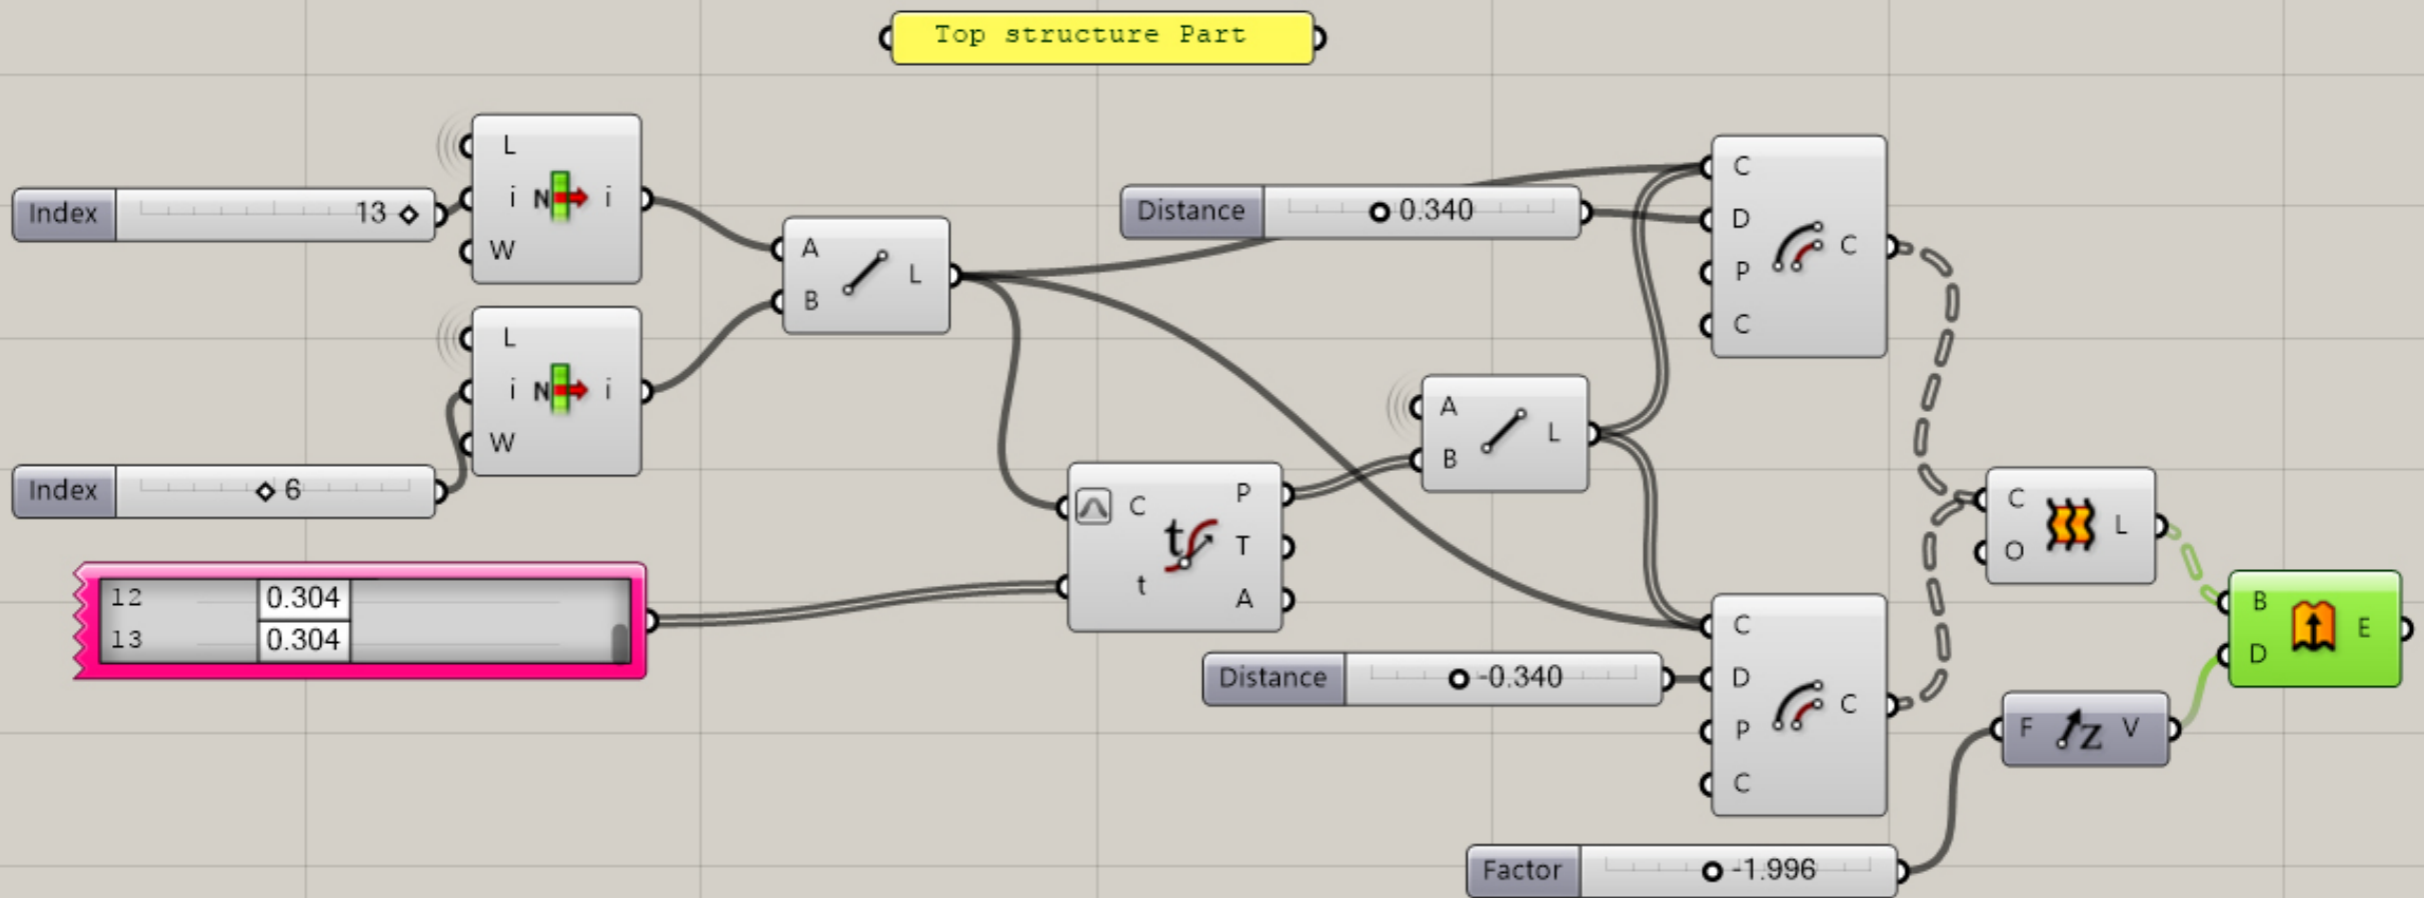 Top structure Part
L
i N i
W
Index 13
A
L
B
Distance 0.340
C
D
P
C
C
L
i N i
W
Index 6
A
L
B
C P
t T
t A
12 0.304
13 0.304
C
O
L
B
D
E
C
D
P
C
C
Distance -0.340
F Z V
Factor -1.996